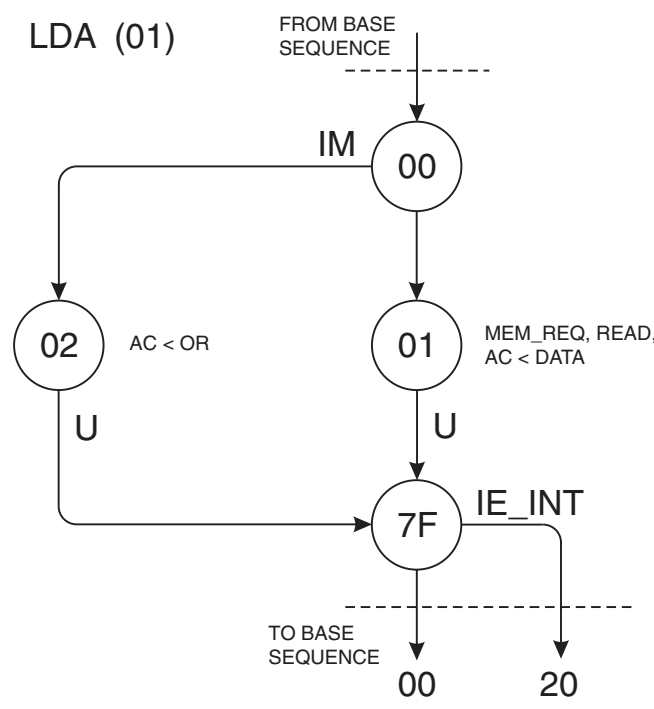 LDA (01)
FROM BASE
SEQUENCE
IM
00
02
AC < OR
01
MEM_REQ, READ,
AC < DATA
U
U
7F
IE_INT
TO BASE
SEQUENCE
00
20